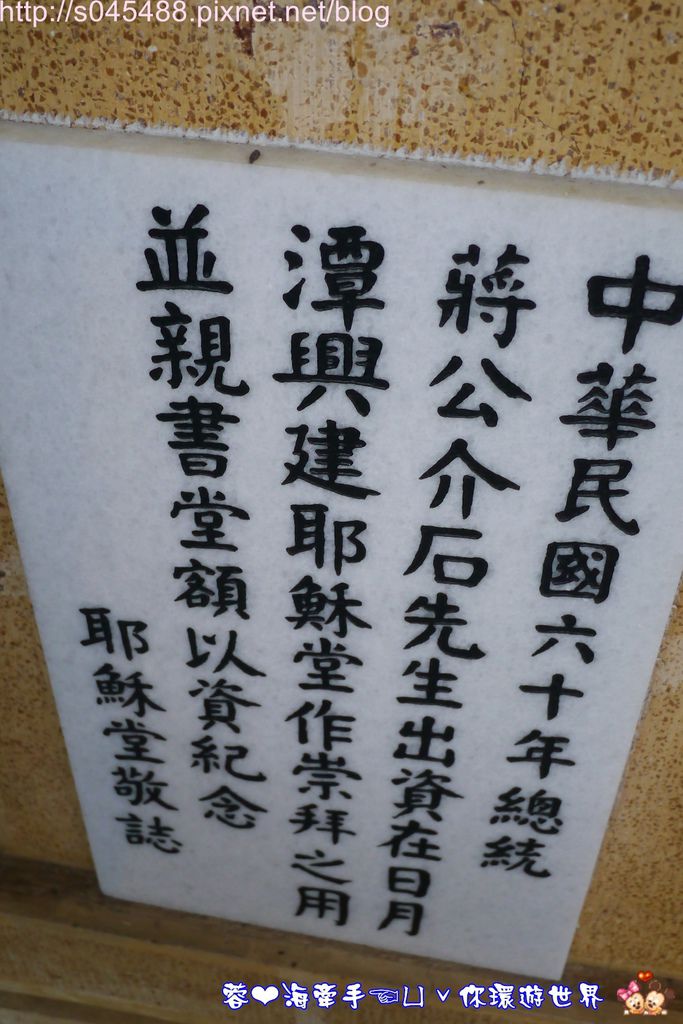 http://s045488.pixnet.net/blog
中華民國六十年總統
蔣公介石先生出資在日月
潭興建耶穌堂作崇拜之用
並親書堂額以資紀念
耶穌堂敬誌
蓉❤海牽手☜ㄩˇ你環遊世界